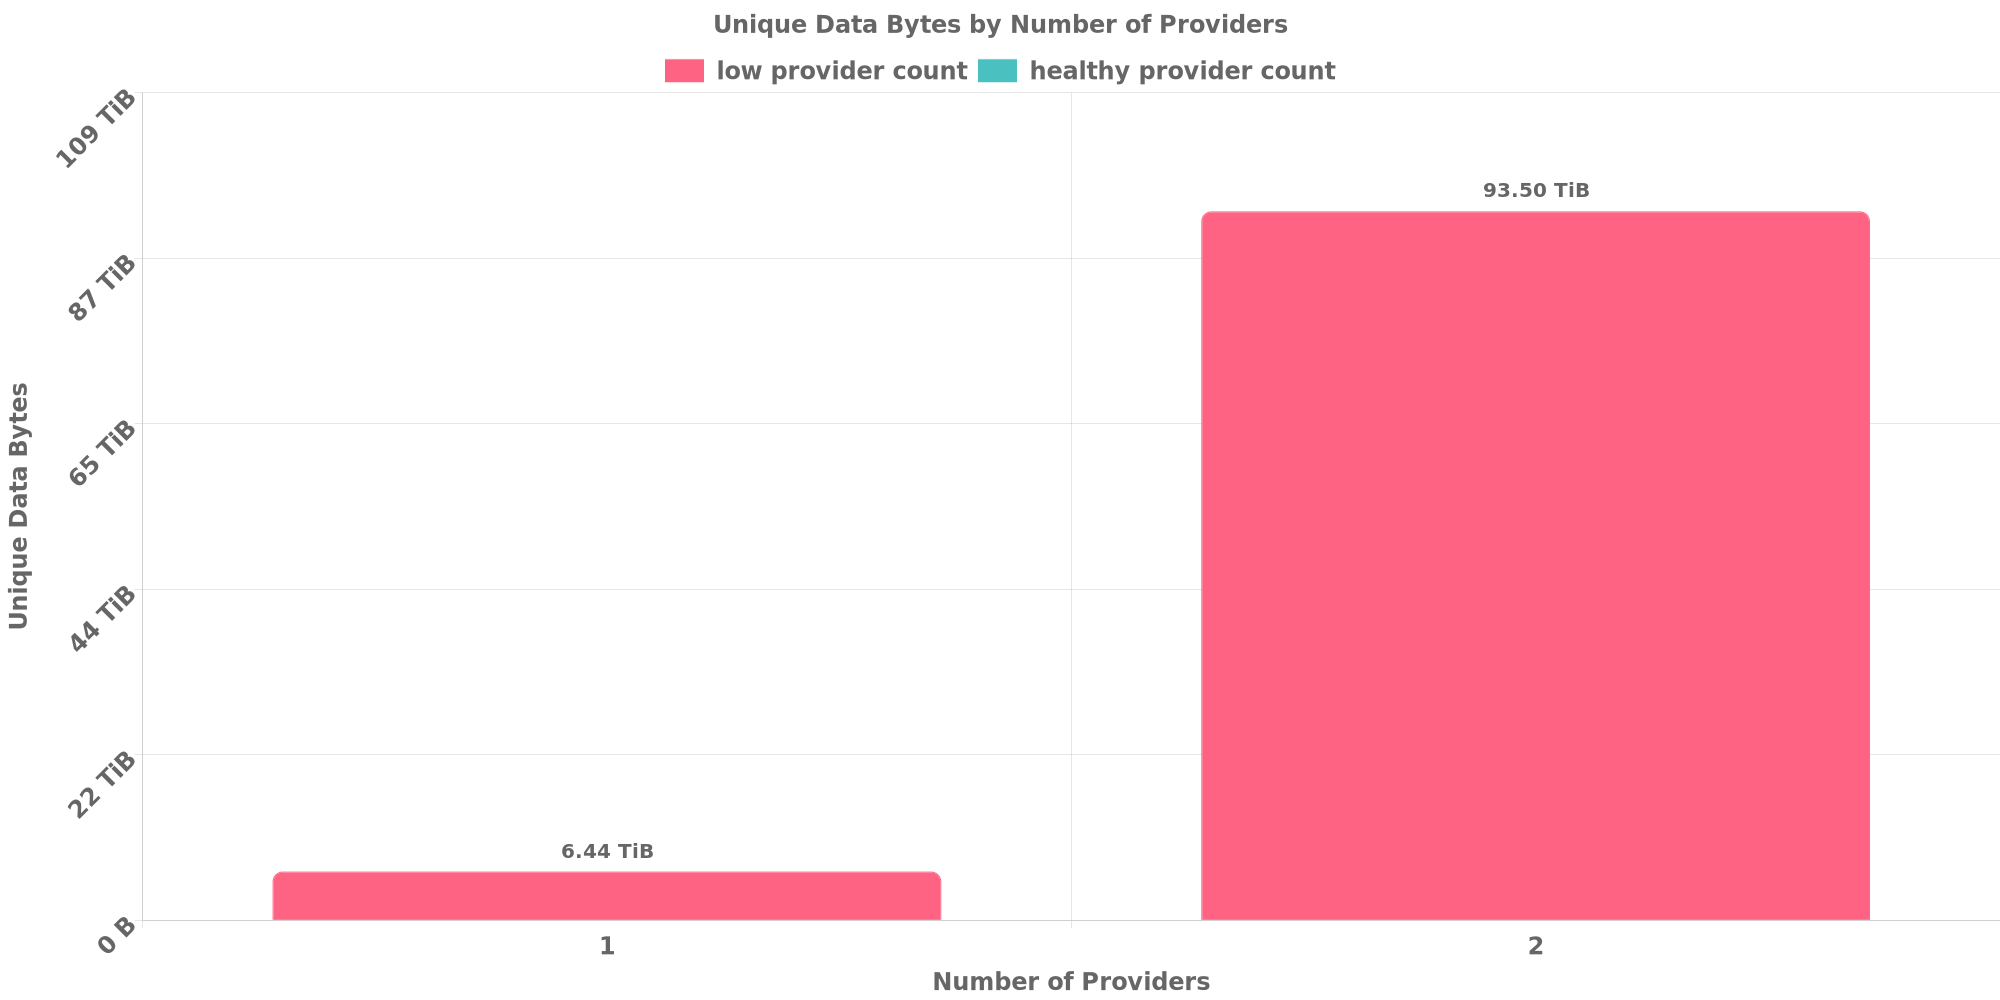 Unique Data Bytes by Number of Providers
low provider count healthy provider count
109 TiB
87 TiB
65 TiB
44 TiB
22 TiB
0 B
Unique Data Bytes
93.50 TiB
6.44 TiB
1 2
Number of Providers